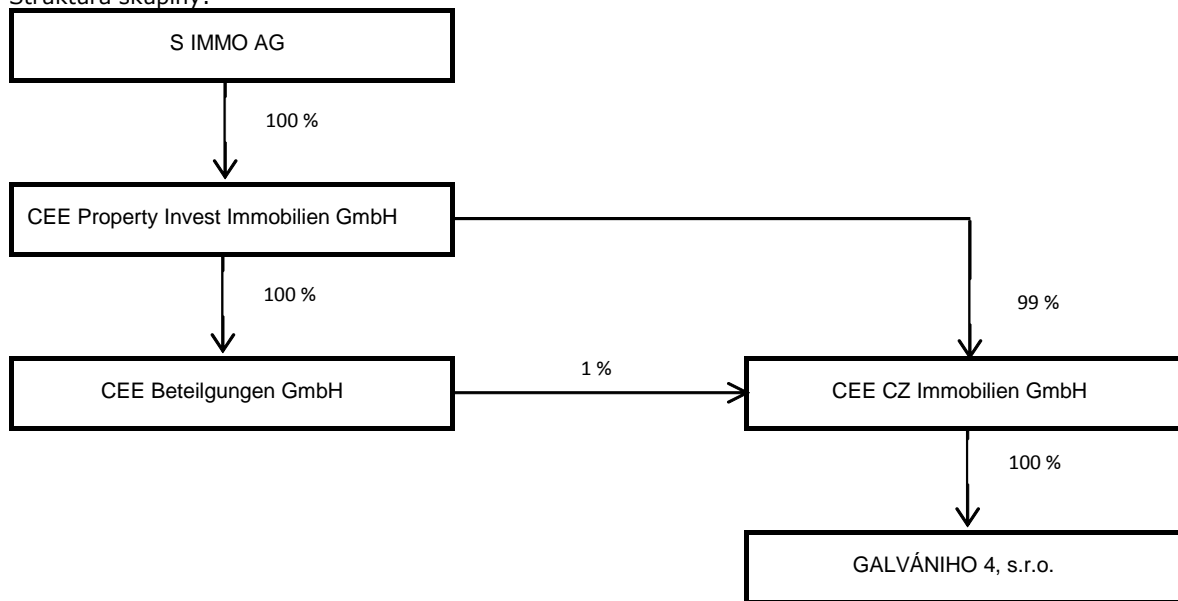 Struktura skupiny:
S IMMO AG
100 %
CEE Property Invest Immobilien GmbH
100 %
99 %
CEE Beteilgungen GmbH
1 %
CEE CZ Immobilien GmbH
100 %
GALVÁNIHO 4, s.r.o.